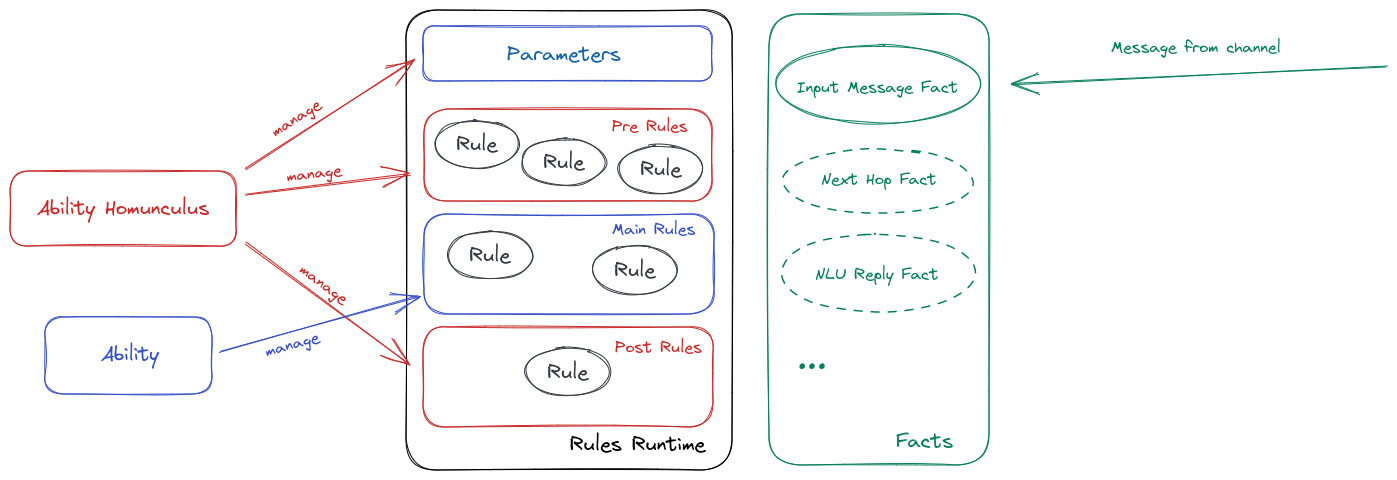 Parameters
Message from channel
Input Message Fact
manage
Pre Rules
Rule
Rule
Rule
manage
Ability Homunculus
Next Hop Fact
Main Rules
Rule
Rule
manage
NLU Reply Fact
manage
Ability
Post Rules
Rule
...
Rules Runtime
Facts